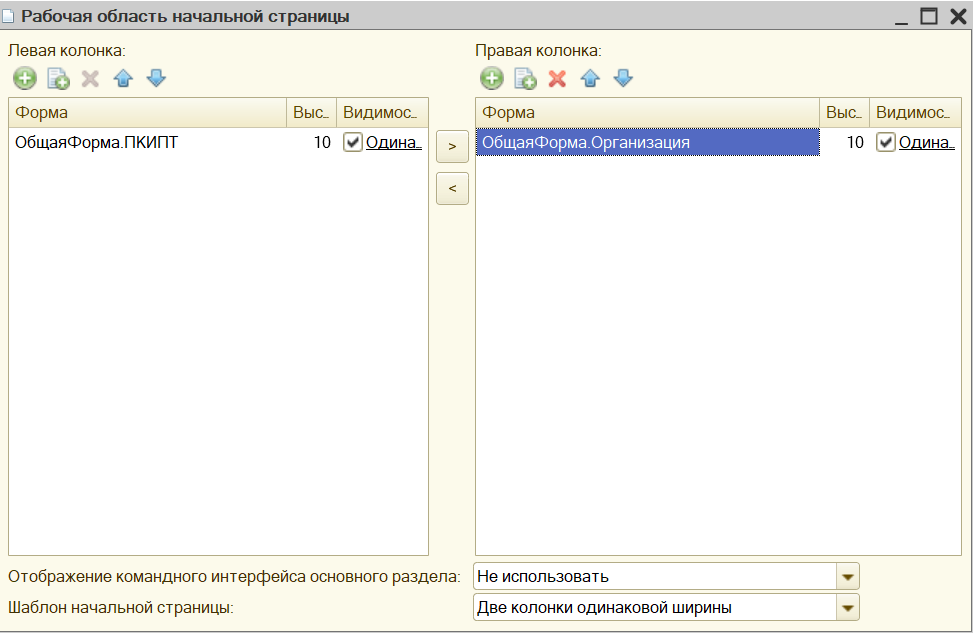 Рабочая область начальной страницы
Левая колонка:
Правая колонка:
Форма Выс... Видимос...
ОбщаяФорма.ПКИПТ 10 Одина...
Форма Выс... Видимос...
ОбщаяФорма.Организация 10 Одина...
>
<
Отображение командного интерфейса основного раздела: Не использовать
Шаблон начальной страницы: Две колонки одинаковой ширины